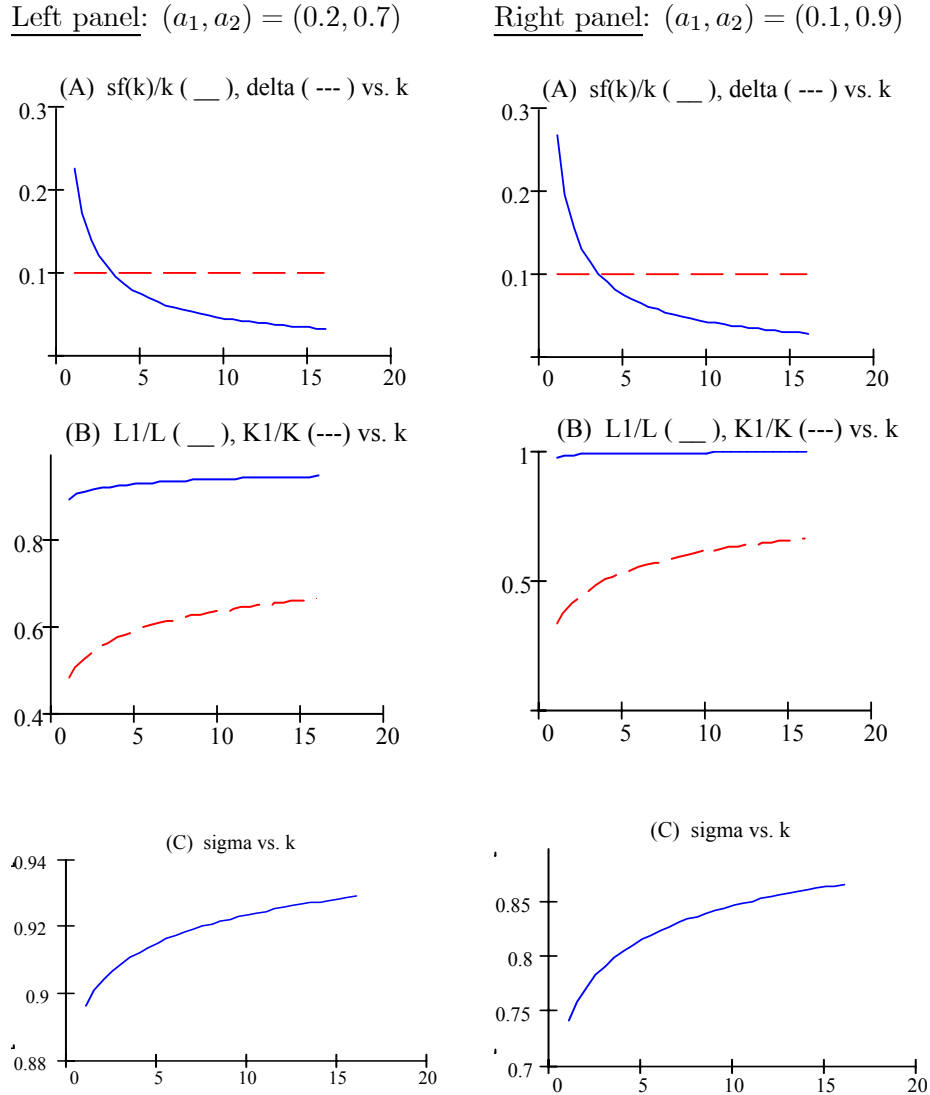 Left panel: (a₁, a₂) = (0.2, 0.7)
(A) sf(k)/k ( __ ), delta ( --- ) vs. k
0.3
0.2
0.1
0 5 10 15 20
(B) L1/L ( __ ), K1/K (---) vs. k
0.8
0.6
0.4
0 5 10 15 20
(C) sigma vs. k
0.94
0.92
0.9
0.88
0 5 10 15 20
Right panel: (a₁, a₂) = (0.1, 0.9)
(A) sf(k)/k ( __ ), delta ( --- ) vs. k
0.3
0.2
0.1
0 5 10 15 20
(B) L1/L ( __ ), K1/K (---) vs. k
1
0.5
0 5 10 15 20
(C) sigma vs. k
0.85
0.8
0.75
0.7
0 5 10 15 20